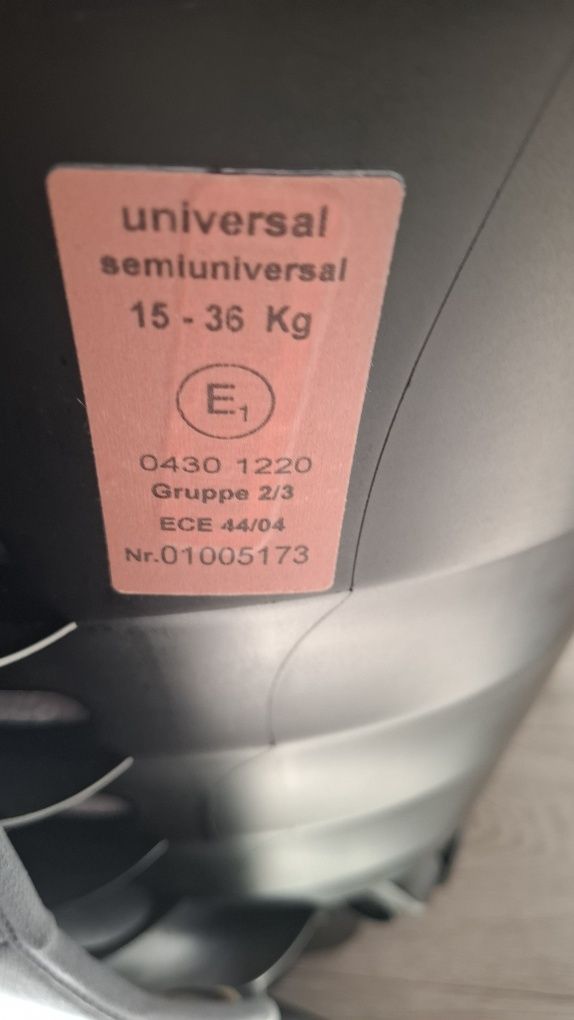 universal
semiuniversal
15 - 36 Kg
E1
0430 1220
Gruppe 2/3
ECE 44/04
Nr.01005173